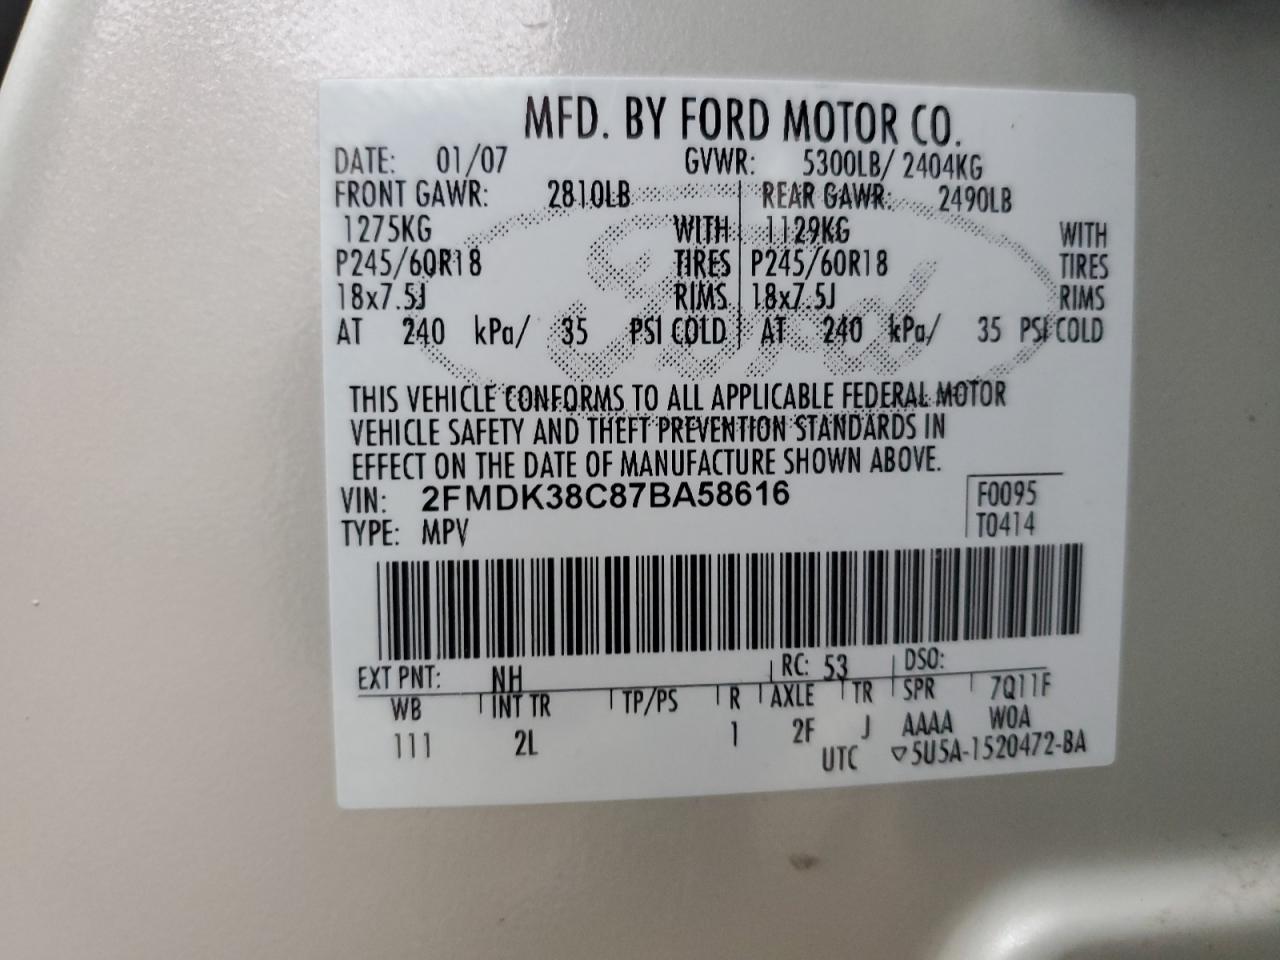 MFD. BY FORD MOTOR CO.
DATE: 01/07 GVWR: 5300LB/ 2404KG
FRONT GAWR: 2810LB REAR GAWR: 2490LB
1275KG WITH 1129KG WITH
P245/60R18 TIRES P245/60R18 TIRES
18x7.5J RIMS 18x7.5J RIMS
AT 240 kPa/ 35 PSI COLD AT 240 kPa/ 35 PSI COLD
Ford
THIS VEHICLE CONFORMS TO ALL APPLICABLE FEDERAL MOTOR
VEHICLE SAFETY AND THEFT PREVENTION STANDARDS IN
EFFECT ON THE DATE OF MANUFACTURE SHOWN ABOVE.
VIN: 2FMDK38C87BA58616 F0095
TYPE: MPV T0414
EXT PNT: NH RC: 53 DSO:
WB INT TR TP/PS R AXLE TR SPR 7Q11F
111 2L 1 2F J AAAA WOA
UTC ▽5U5A-1520472-BA